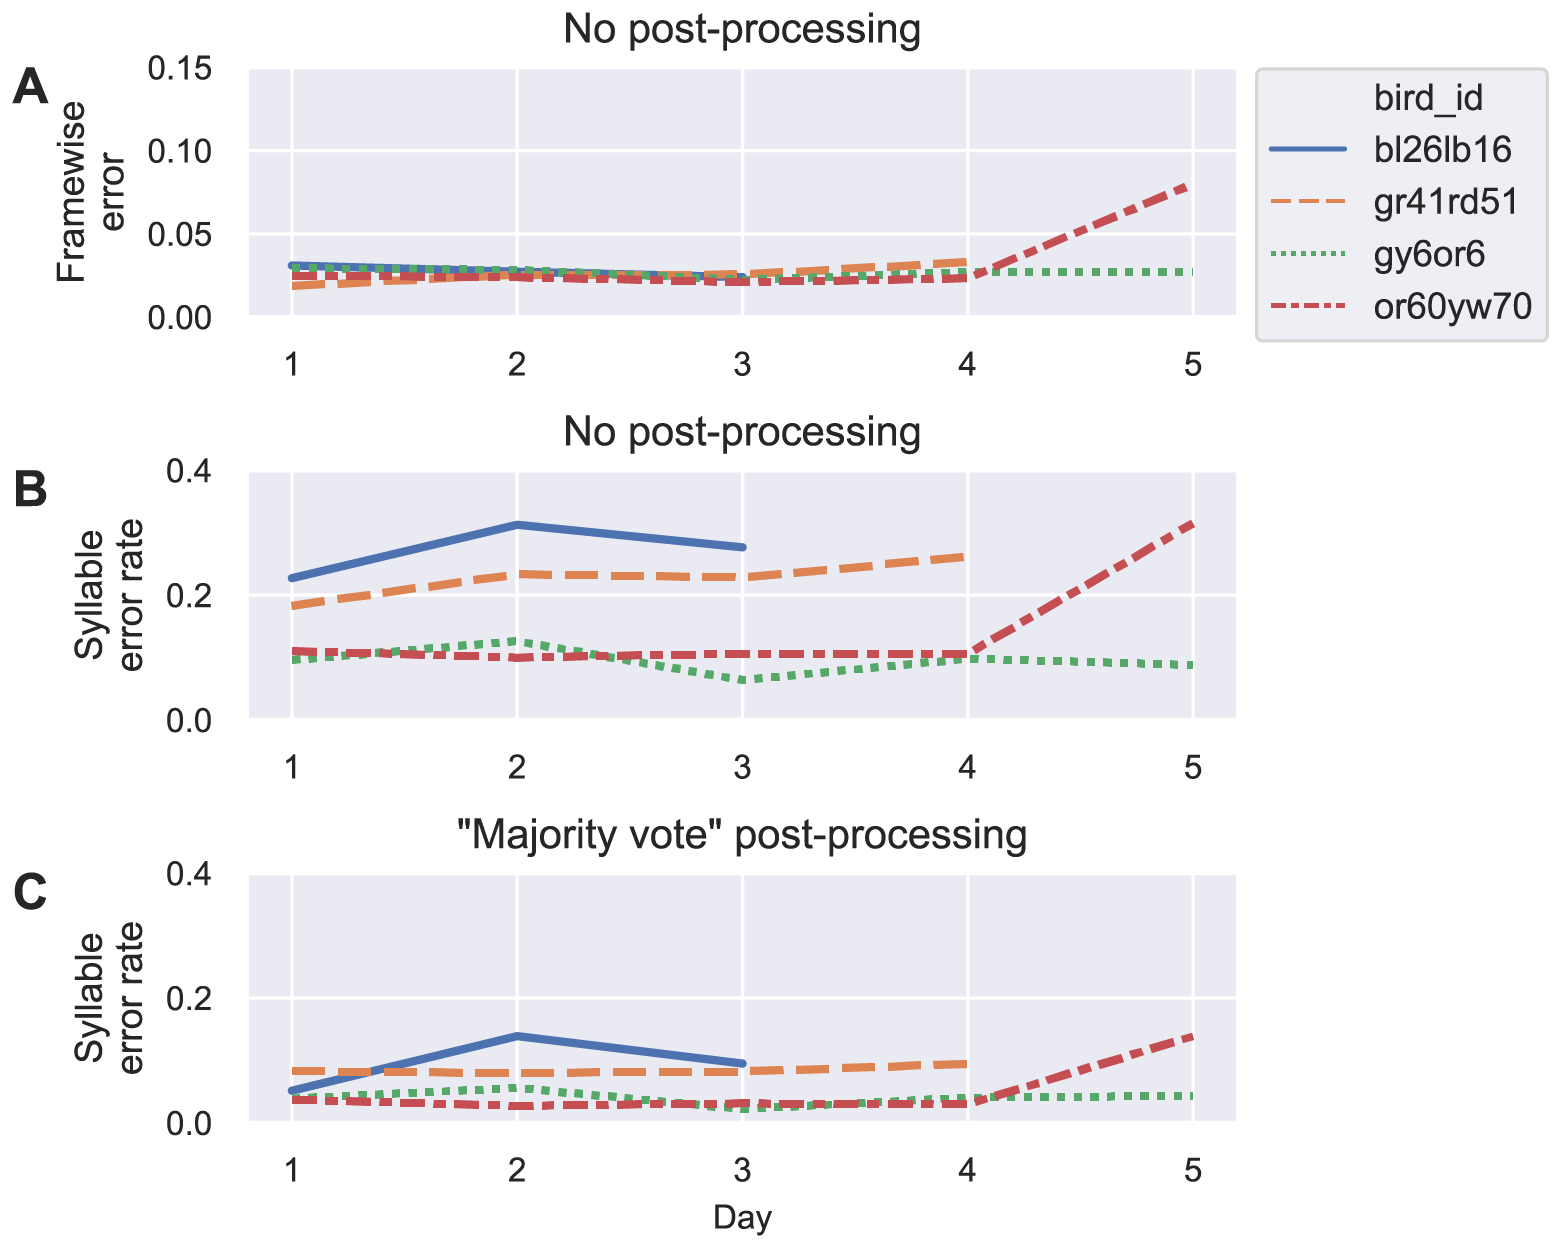 No post-processing
A
Framewise
error
0.15
0.10
0.05
0.00
1 2 3 4 5
bird_id
bl26lb16
gr41rd51
gy6or6
or60yw70
No post-processing
B
Syllable
error rate
0.4
0.2
0.0
1 2 3 4 5
"Majority vote" post-processing
C
Syllable
error rate
0.4
0.2
0.0
1 2 3 4 5
Day